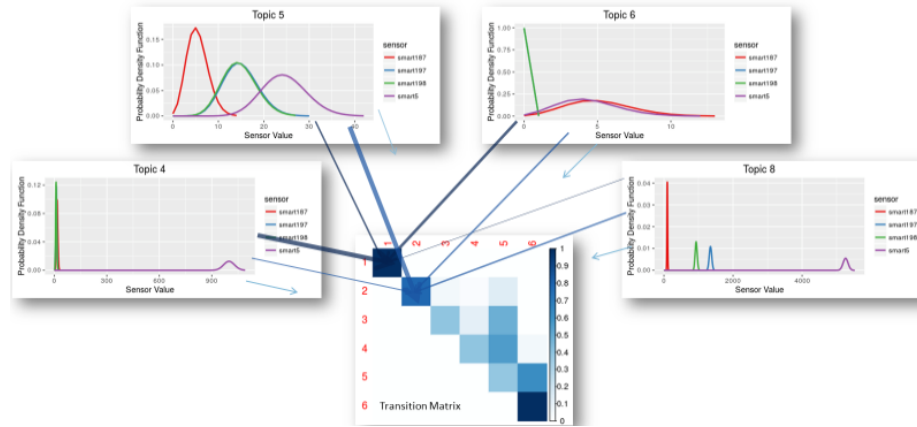 Topic 5
Probability Density Function
0.15
0.10
0.05
0.00
0
10
20
30
40
Sensor Value
sensor
smart187
smart197
smart198
smart5
Topic 6
Probability Density Function
1.00
0.75
0.50
0.25
0.00
0
5
10
Sensor Value
sensor
smart187
smart197
smart198
smart5
Topic 4
Probability Density Function
0.12
0.08
0.04
0.00
0
300
600
900
Sensor Value
sensor
smart187
smart197
smart198
smart5
Topic 8
Probability Density Function
0.04
0.03
0.02
0.01
0.00
0
2000
4000
Sensor Value
sensor
smart187
smart197
smart198
smart5
1 2 3 4 5 6
1
2
3
4
5
6
1
0.9
0.8
0.7
0.6
0.5
0.4
0.3
0.2
0.1
0
Transition Matrix